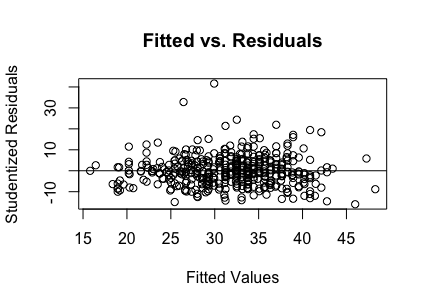 Fitted vs. Residuals
Studentized Residuals
30
10
-10
15 20 25 30 35 40 45
Fitted Values